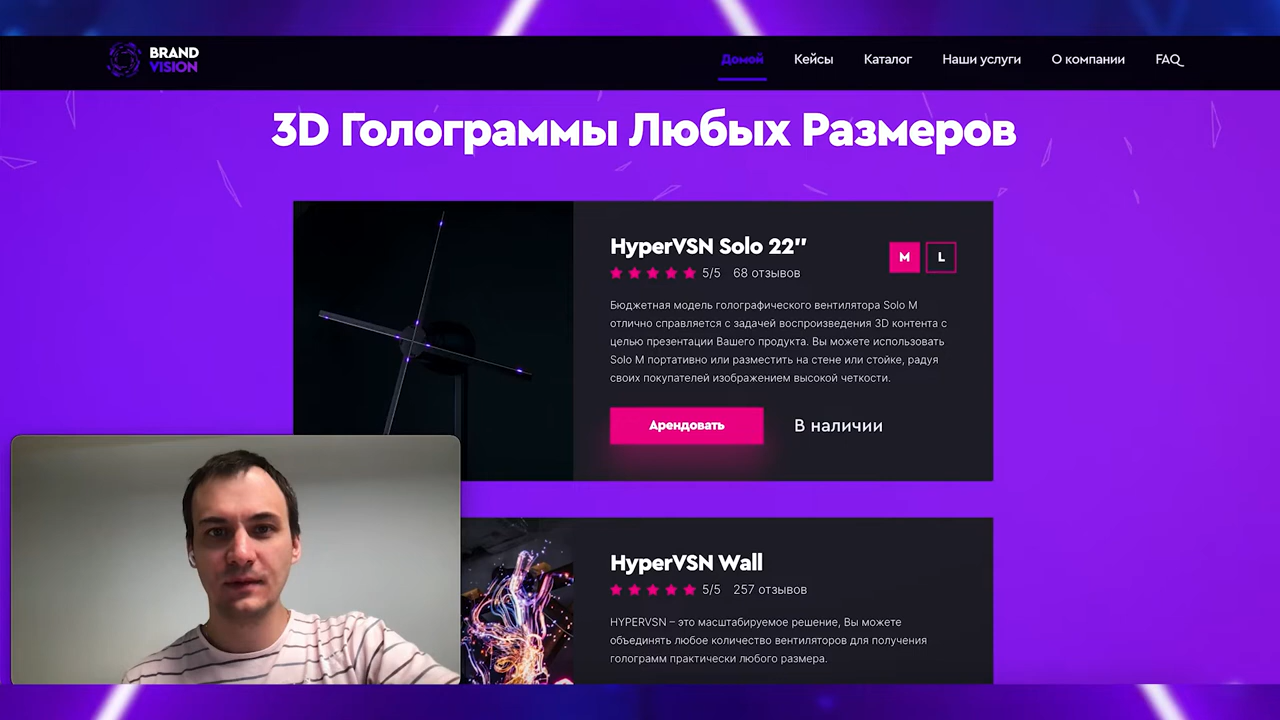 BRAND
VISION
Домой Кейсы Каталог Наши услуги О компании FAQ
3D Голограммы Любых Размеров
HyperVSN Solo 22''
M L
5/5 68 отзывов
Бюджетная модель голографического вентилятора Solo M
отлично справляется с задачей воспроизведения 3D контента с
целью презентации Вашего продукта. Вы можете использовать
Solo M портативно или разместить на стене или стойке, радуя
своих покупателей изображением высокой четкости.
Арендовать В наличии
HyperVSN Wall
5/5 257 отзывов
HYPERVSN – это масштабируемое решение, Вы можете
объединять любое количество вентиляторов для получения
голограмм практически любого размера.